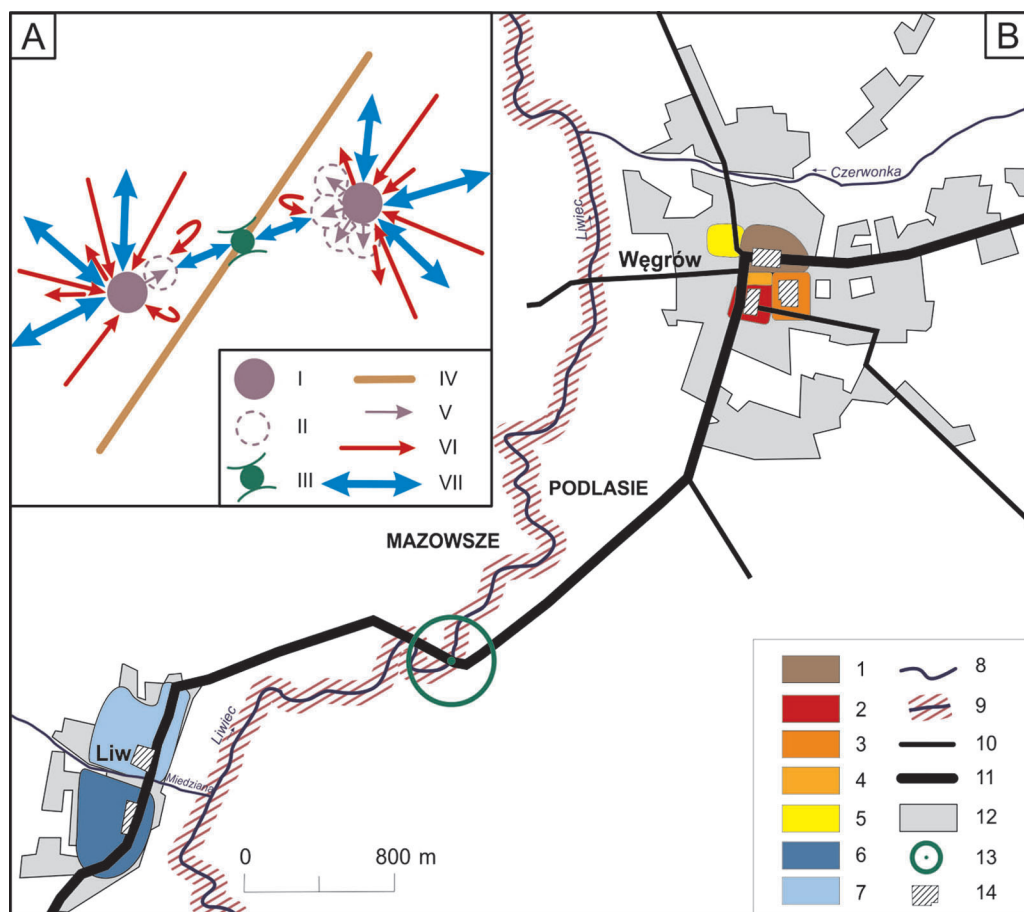 A
B
I
II
III
IV
V
VI
VII
Liwiec
← Czerwonka
Węgrów
PODLASIE
MAZOWSZE
Liwiec
Liw
Miedziana
0 800 m
1
2
3
4
5
6
7
8
9
10
11
12
13
14